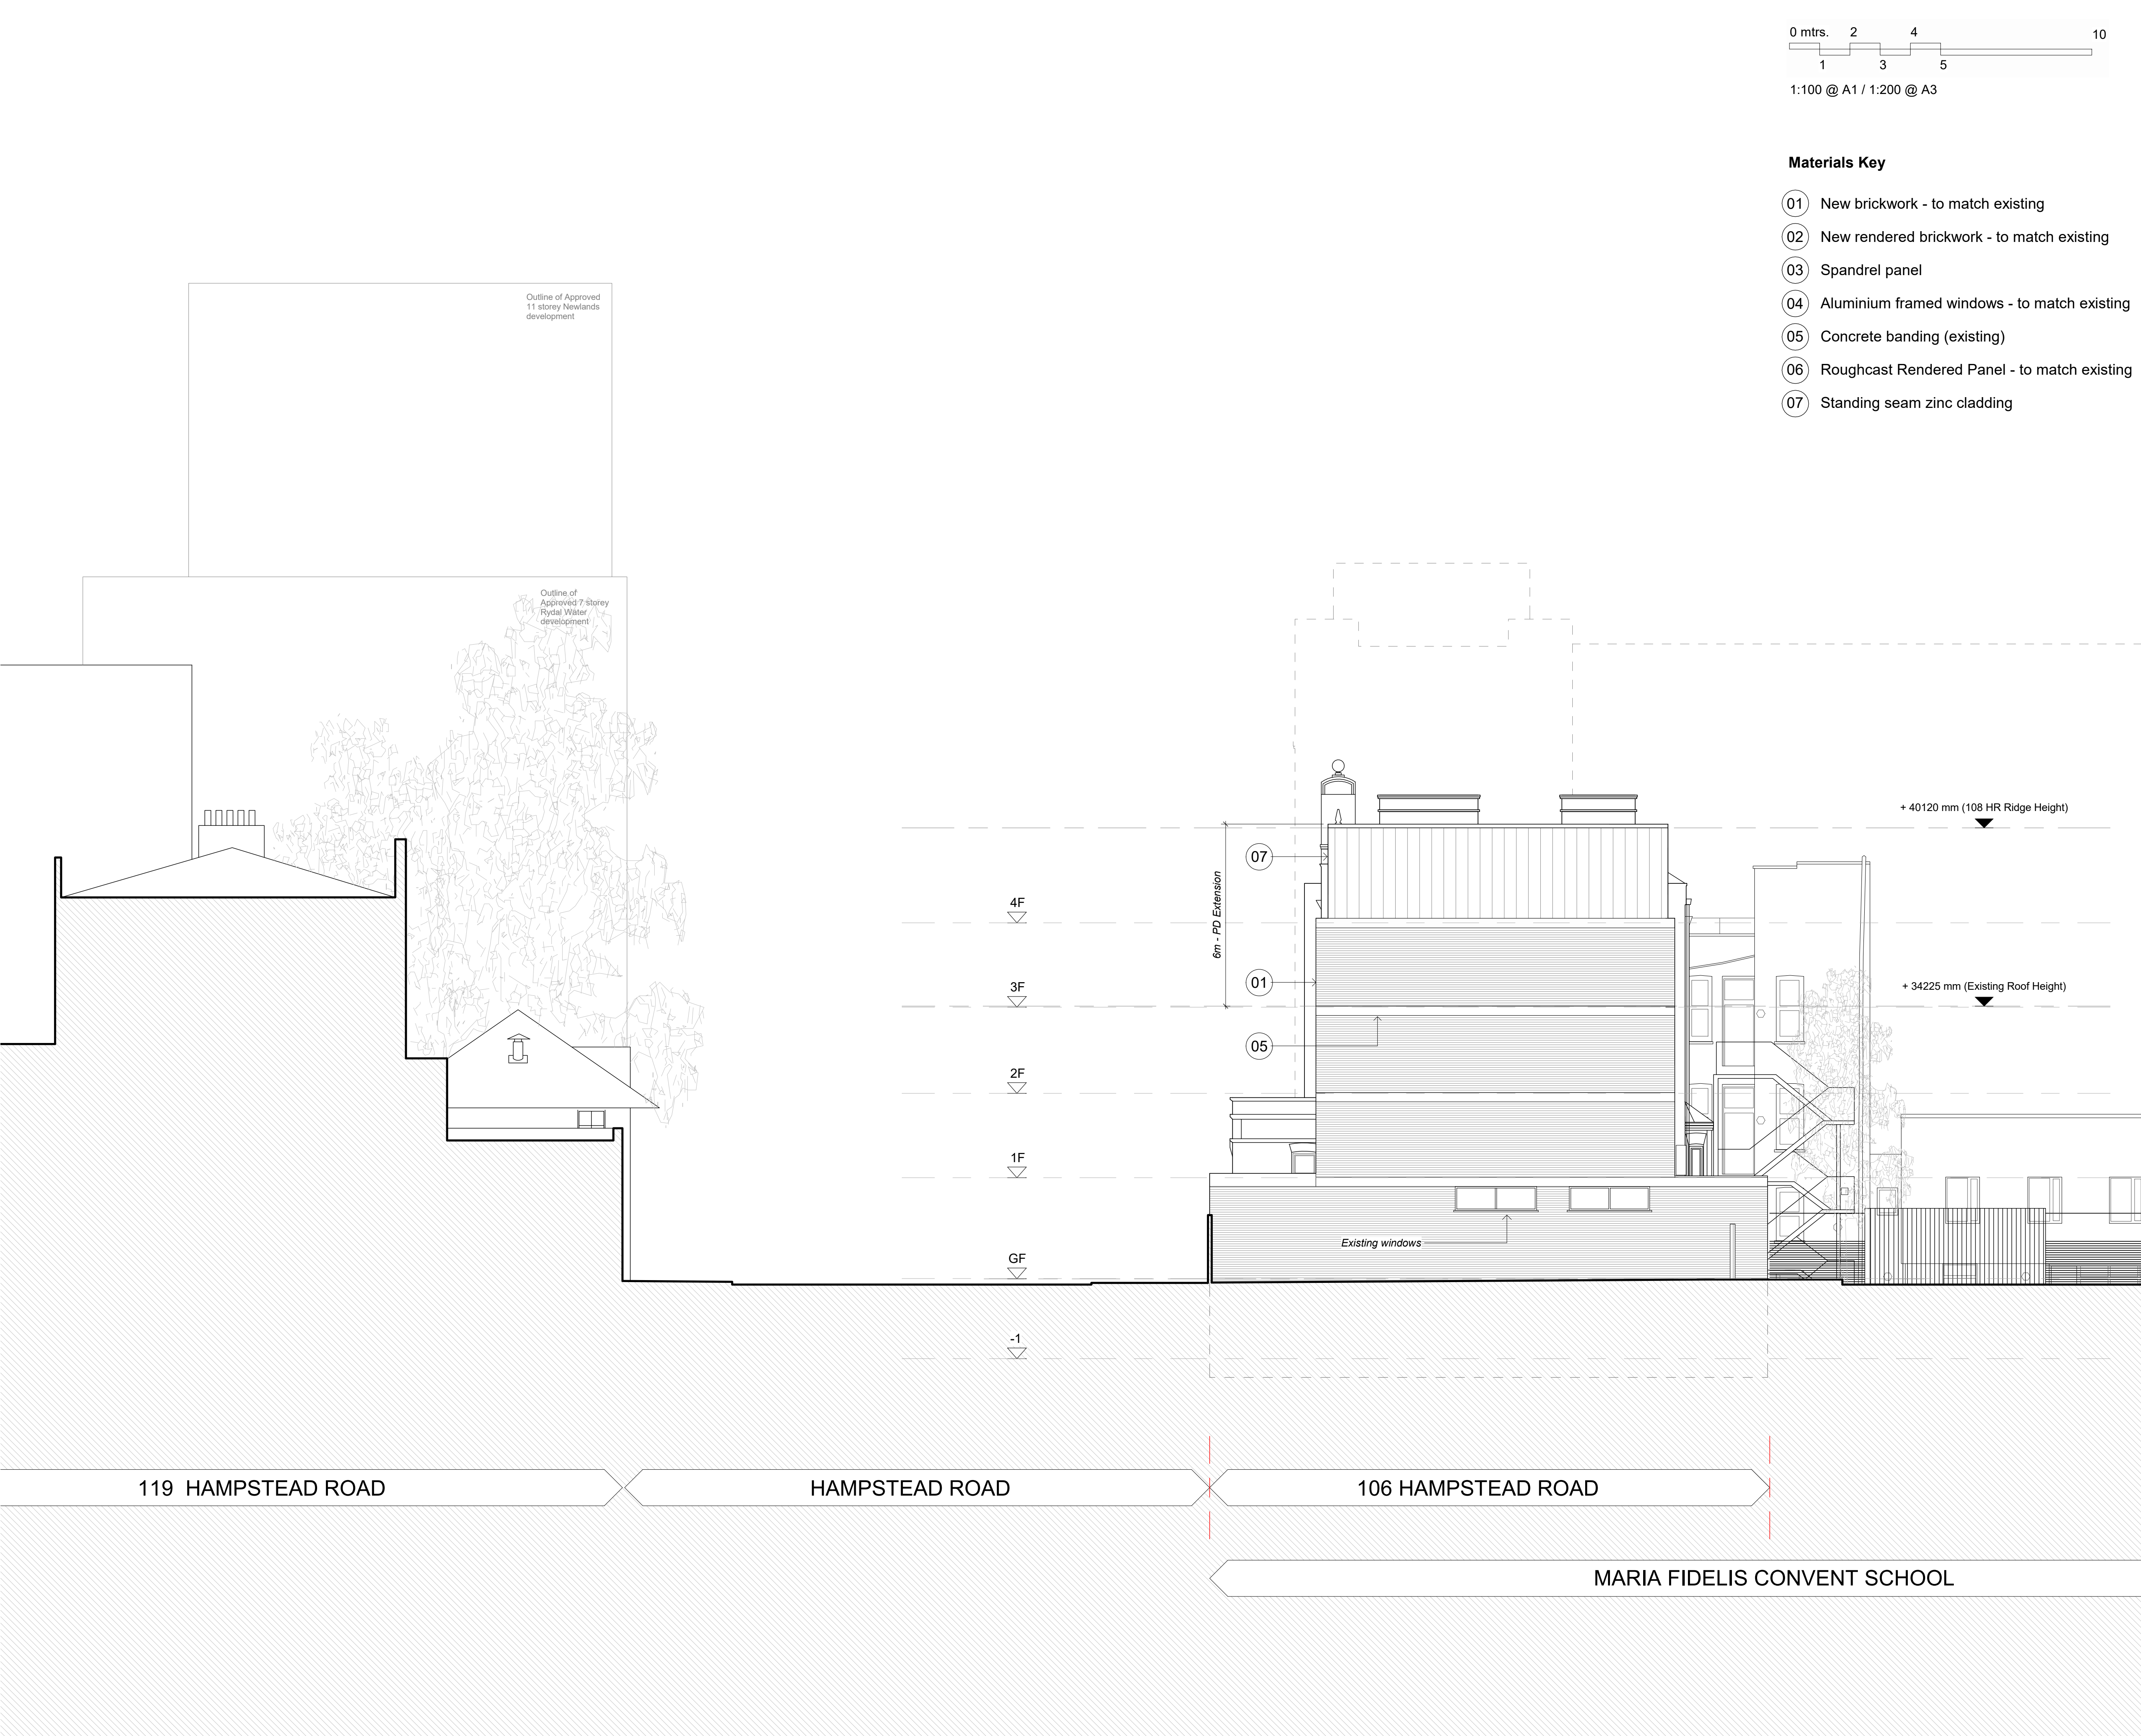 0 mtrs. 2 4 10
1 3 5
1:100 @ A1 / 1:200 @ A3
Materials Key
01 New brickwork - to match existing
02 New rendered brickwork - to match existing
03 Spandrel panel
04 Aluminium framed windows - to match existing
05 Concrete banding (existing)
06 Roughcast Rendered Panel - to match existing
07 Standing seam zinc cladding
Outline of Approved
11 storey Newlands
development
Outline of
Approved 7 storey
Rydal Water
development
+ 40120 mm (108 HR Ridge Height)
07
6m - PD Extension
4F
01
3F
+ 34225 mm (Existing Roof Height)
05
2F
1F
Existing windows
GF
-1
119 HAMPSTEAD ROAD
HAMPSTEAD ROAD
106 HAMPSTEAD ROAD
MARIA FIDELIS CONVENT SCHOOL